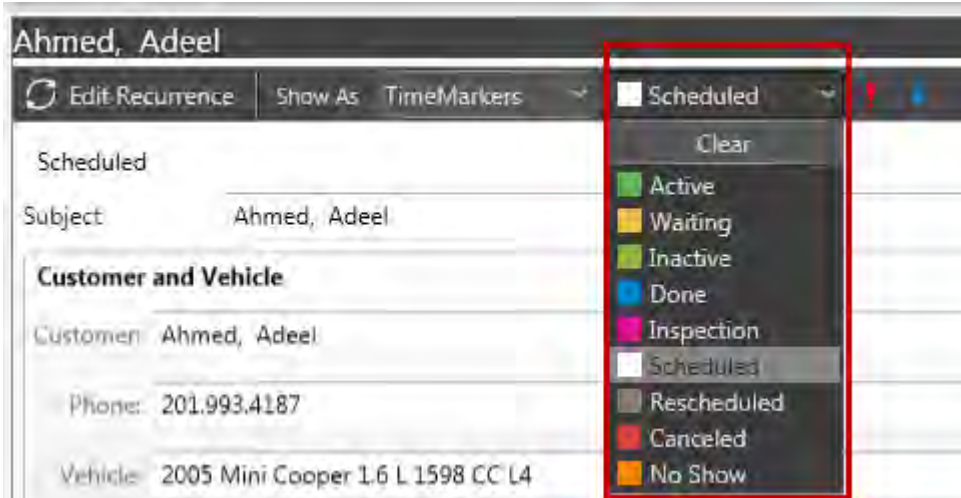 Ahmed, Adeel
Edit Recurrence Show As TimeMarkers Scheduled
Clear
Scheduled
Active
Subject Ahmed, Adeel
Waiting
Inactive
Customer and Vehicle
Done
Customer: Ahmed, Adeel
Inspection
Scheduled
Phone: 201.993.4187
Rescheduled
Canceled
Vehicle: 2005 Mini Cooper 1.6 L 1598 CC L4
No Show